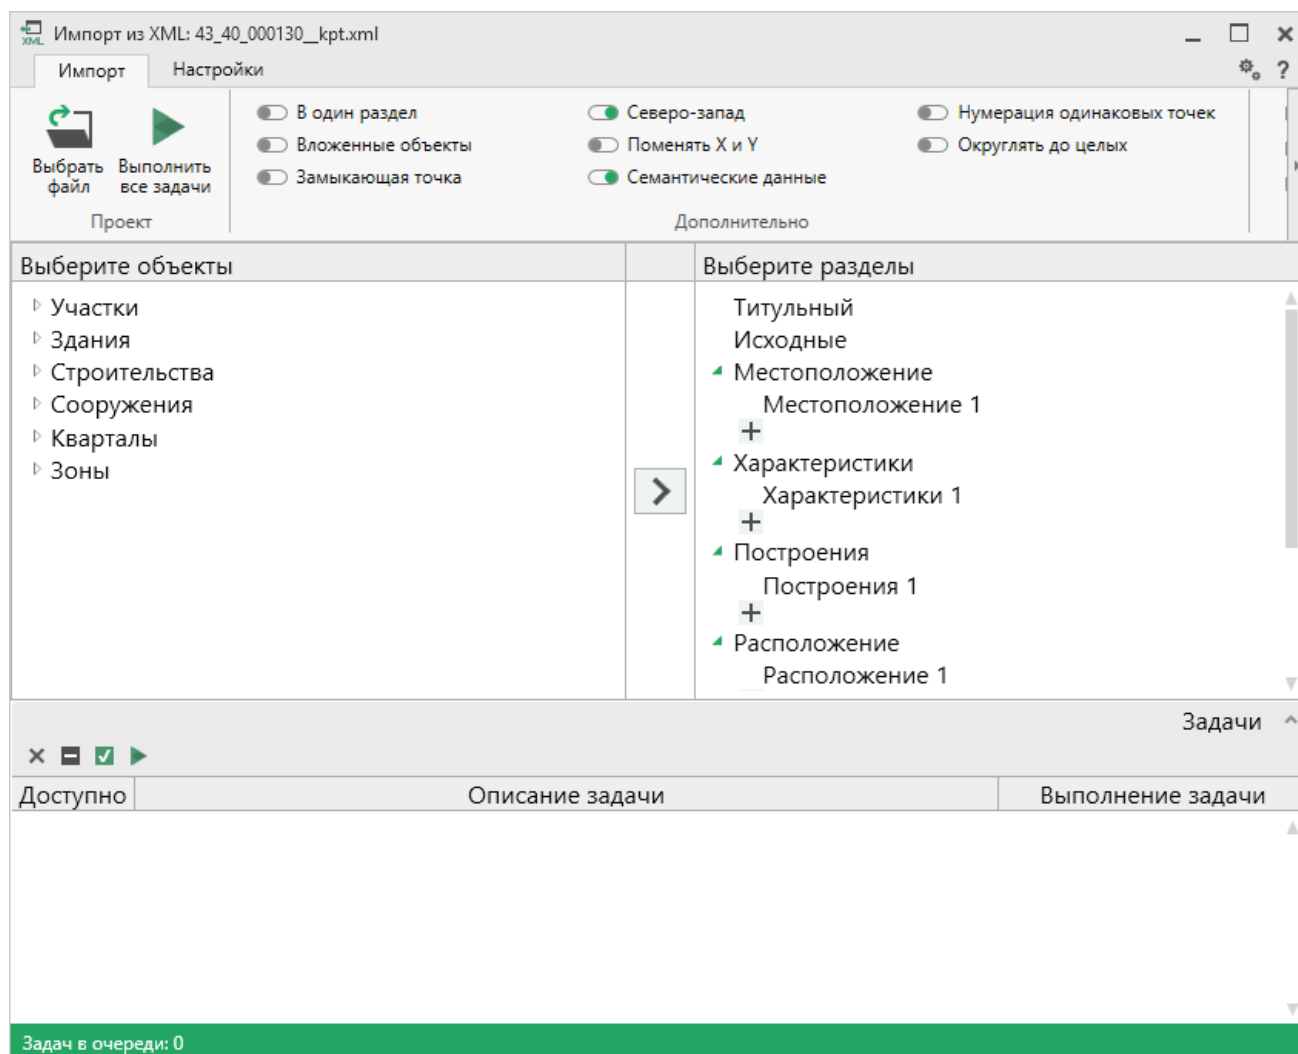 XML Импорт из XML: 43_40_000130__kpt.xml
Импорт Настройки ?
Выбрать файл
Выполнить все задачи
Проект
В один раздел
Вложенные объекты
Замыкающая точка
Северо-запад
Поменять X и Y
Семантические данные
Нумерация одинаковых точек
Округлять до целых
Дополнительно
Выберите объекты
Участки
Здания
Строительства
Сооружения
Кварталы
Зоны
Выберите разделы
Титульный
Исходные
Местоположение
Местоположение 1
Характеристики
Характеристики 1
Построения
Построения 1
Расположение
Расположение 1
Задачи
Доступно Описание задачи Выполнение задачи
Задач в очереди: 0